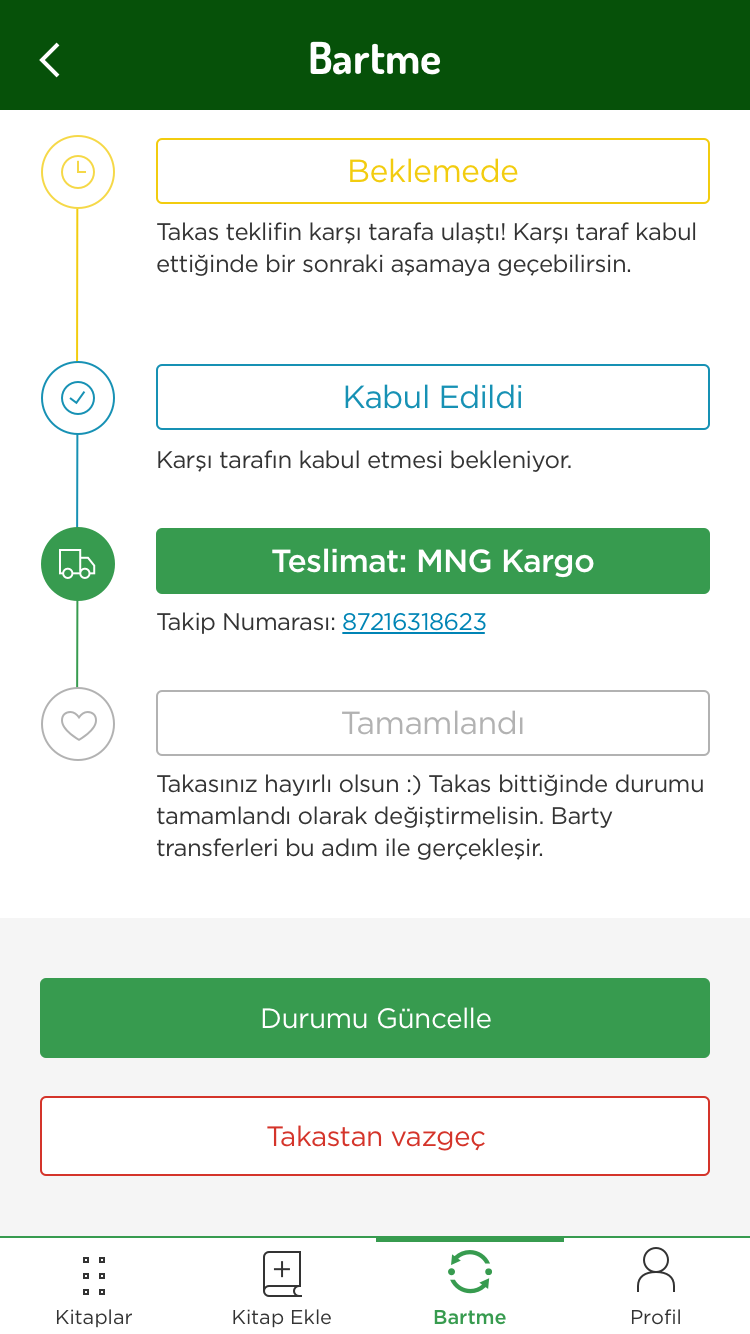 Bartme
Beklemede
Takas teklifin karşı tarafa ulaştı! Karşı taraf kabul
ettiğinde bir sonraki aşamaya geçebilirsin.
Kabul Edildi
Karşı tarafın kabul etmesi bekleniyor.
Teslimat: MNG Kargo
Takip Numarası: 87216318623
Tamamlandı
Takasınız hayırlı olsun :) Takas bittiğinde durumu
tamamlandı olarak değiştirmelisin. Barty
transferleri bu adım ile gerçekleşir.
Durumu Güncelle
Takastan vazgeç
Kitaplar
Kitap Ekle
Bartme
Profil